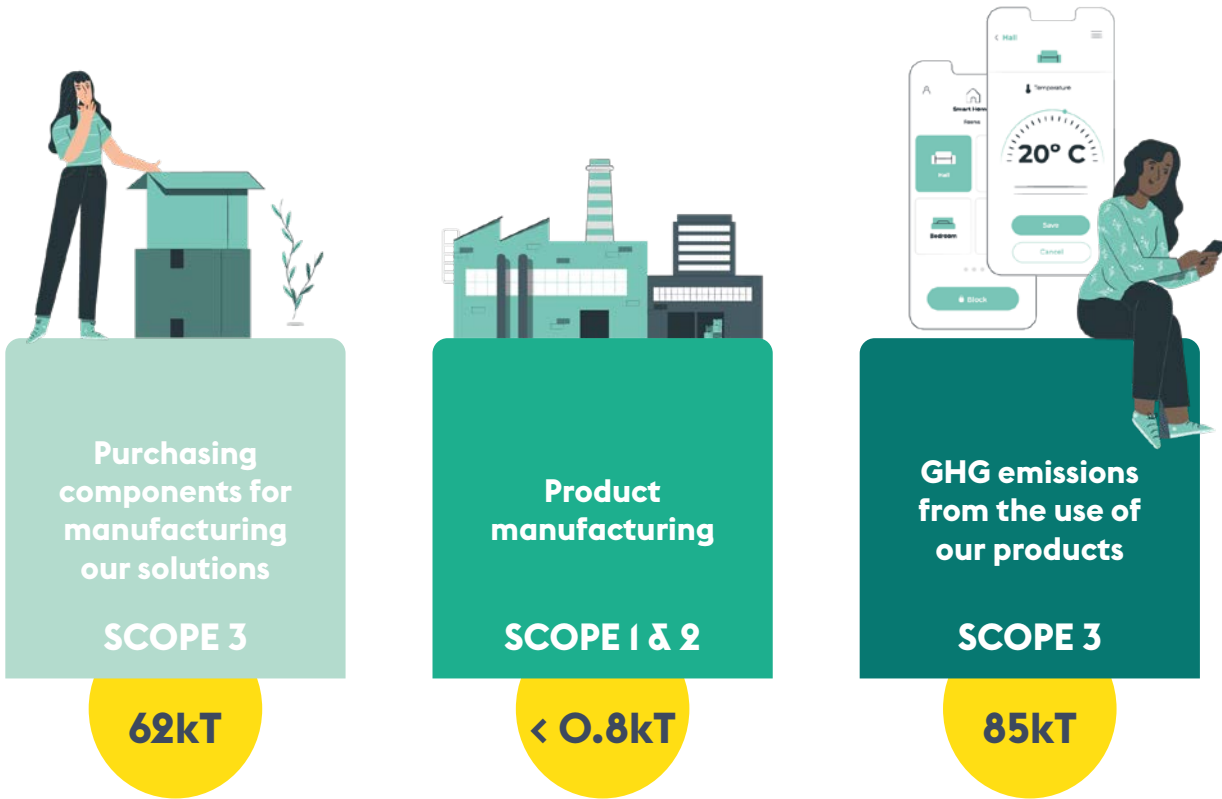 Hall
Temperature
20° C
Save
Cancel
Smart Home
Hall
Bedroom
Block
Purchasing
components for
manufacturing
our solutions
SCOPE 3
62kT
Product
manufacturing
SCOPE 1 & 2
< 0.8kT
GHG emissions
from the use of
our products
SCOPE 3
85kT